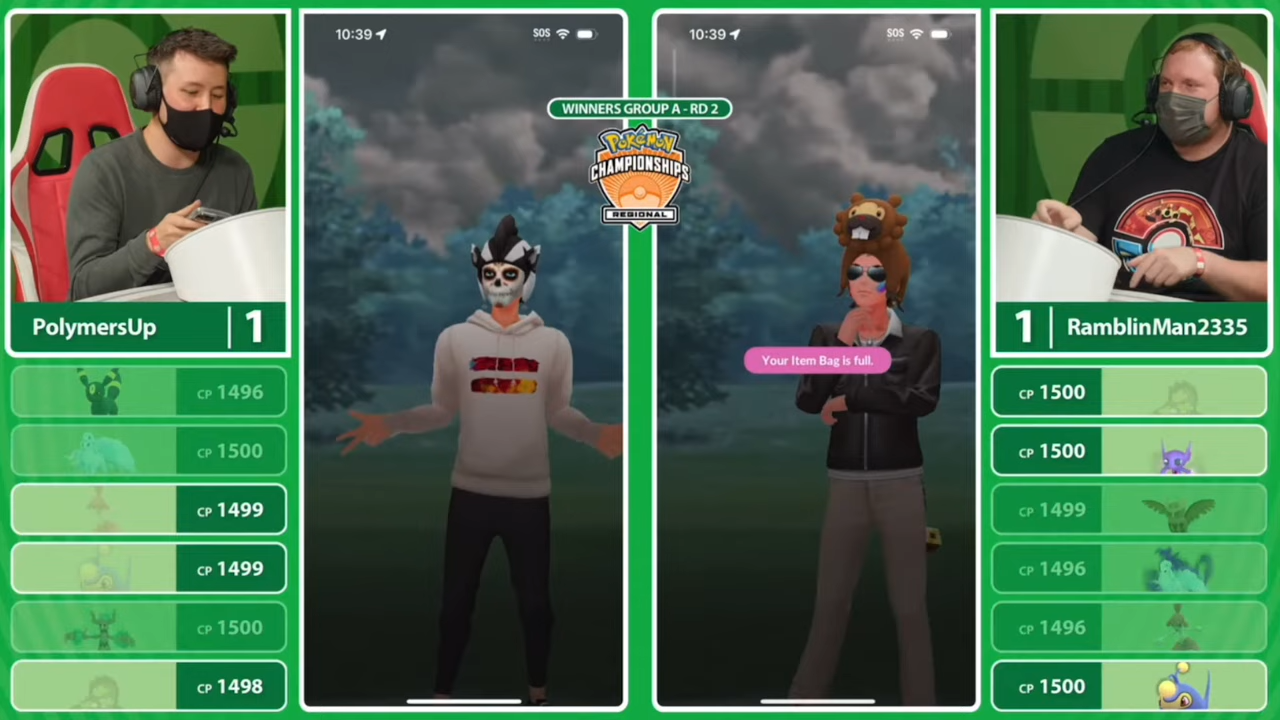 10:39
SOS
10:39
SOS
WINNERS GROUP A - RD 2
POKÉMON
CHAMPIONSHIPS
REGIONAL
Your Item Bag is full.
PolymersUp
1
1
RamblinMan2335
CP 1496
CP 1500
CP 1499
CP 1499
CP 1500
CP 1498
CP 1500
CP 1500
CP 1499
CP 1496
CP 1496
CP 1500